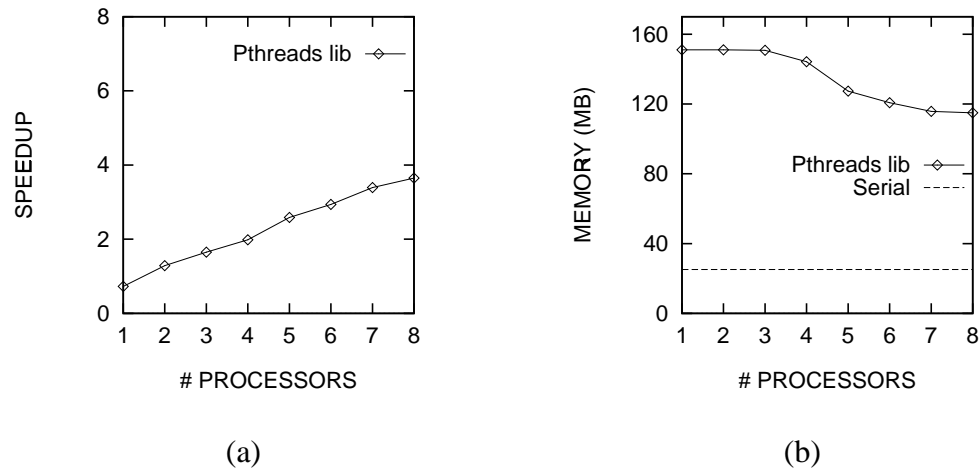 SPEEDUP
8
6
4
2
0
Pthreads lib
1 2 3 4 5 6 7 8
# PROCESSORS
(a)
MEMORY (MB)
160
120
80
40
0
Pthreads lib
Serial
1 2 3 4 5 6 7 8
# PROCESSORS
(b)